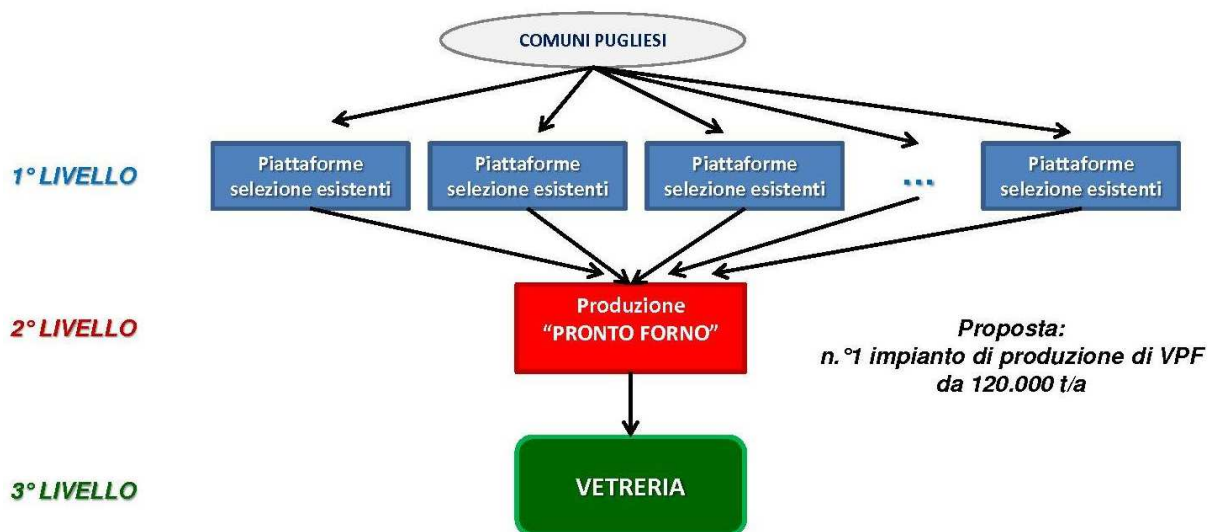 COMUNI PUGLIESI
1° LIVELLO
Piattaforme
selezione esistenti
Piattaforme
selezione esistenti
Piattaforme
selezione esistenti
...
Piattaforme
selezione esistenti
2° LIVELLO
Produzione
“PRONTO FORNO”
Proposta:
n.°1 impianto di produzione di VPF
da 120.000 t/a
3° LIVELLO
VETRERIA